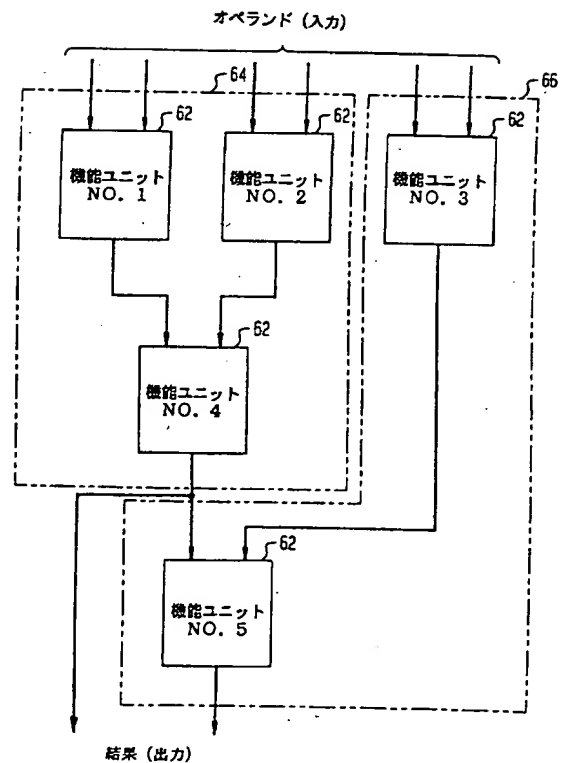 オペランド (入力)
64
66
62
62
62
機能ユニット
NO. 1
機能ユニット
NO. 2
機能ユニット
NO. 3
62
機能ユニット
NO. 4
62
機能ユニット
NO. 5
結果 (出力)